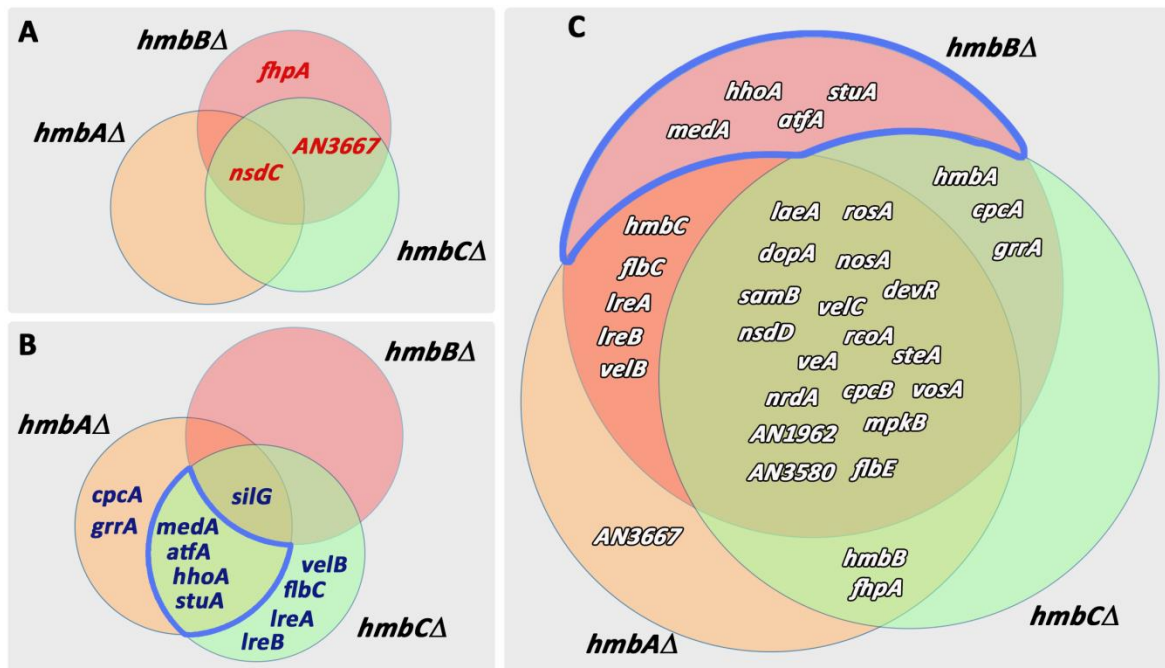 A
hmbBΔ
fhpA
hmbAΔ
AN3667
nsdC
hmbCΔ
B
hmbBΔ
hmbAΔ
cpcA
grrA
silG
medA
atfA
hhoA
stuA
velB
flbC
lreA
lreB
hmbCΔ
C
hmbBΔ
hhoA stuA
medA atfA
hmbA
cpcA
grrA
hmbC
flbC
lreA
lreB
velB
laeA rosA
dopA nosA
samB devR
velC
nsdD rcoA
veA steA
nrdA cpcB vosA
AN1962 mpkB
AN3580 flbE
AN3667
hmbB
fhpA
hmbCΔ
hmbAΔ